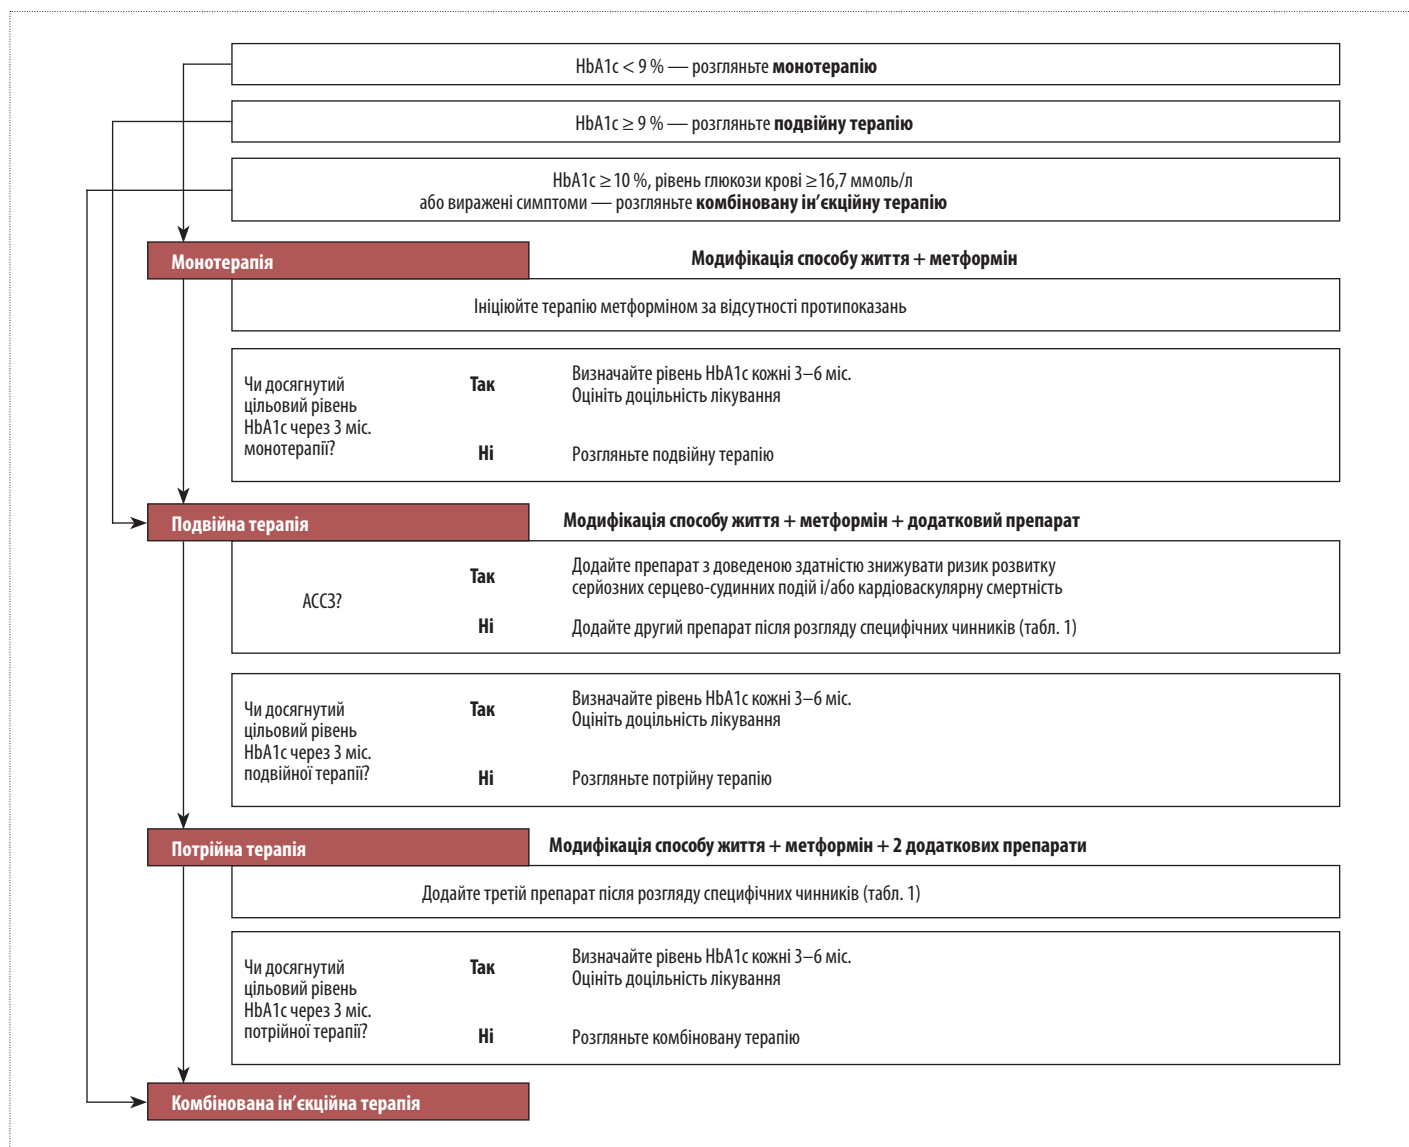 HbA1c < 9 % — розгляньте монотерапію
HbA1c ≥ 9 % — розгляньте подвійну терапію
HbA1c ≥ 10 %, рівень глюкози крові ≥16,7 ммоль/л
або виражені симптоми — розгляньте комбіновану ін’єкційну терапію
Монотерапія
Модифікація способу життя + метформін
Ініціюйте терапію метформіном за відсутності протипоказань
Чи досягнутий
цільовий рівень
HbA1c через 3 міс.
монотерапії?
Так
Визначайте рівень HbA1c кожні 3–6 міс.
Оцініть доцільність лікування
Ні
Розгляньте подвійну терапію
Подвійна терапія
Модифікація способу життя + метформін + додатковий препарат
АССЗ?
Так
Додайте препарат з доведеною здатністю знижувати ризик розвитку
серйозних серцево-судинних подій і/або кардіоваскулярну смертність
Ні
Додайте другий препарат після розгляду специфічних чинників (табл. 1)
Чи досягнутий
цільовий рівень
HbA1c через 3 міс.
подвійної терапії?
Так
Визначайте рівень HbA1c кожні 3–6 міс.
Оцініть доцільність лікування
Ні
Розгляньте потрійну терапію
Потрійна терапія
Модифікація способу життя + метформін + 2 додаткових препарати
Додайте третій препарат після розгляду специфічних чинників (табл. 1)
Чи досягнутий
цільовий рівень
HbA1c через 3 міс.
потрійної терапії?
Так
Визначайте рівень HbA1c кожні 3–6 міс.
Оцініть доцільність лікування
Ні
Розгляньте комбіновану терапію
Комбінована ін’єкційна терапія